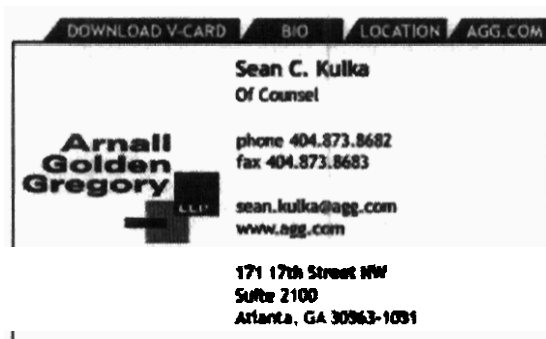 DOWNLOAD V-CARD BIO LOCATION AGG.COM
Sean C. Kulka
Of Counsel
Arnall
Golden
Gregory
LLP
phone 404.873.8682
fax 404.873.8683
sean.kulka@agg.com
www.agg.com
171 17th Street NW
Suite 2100
Atlanta, GA 30363-1031